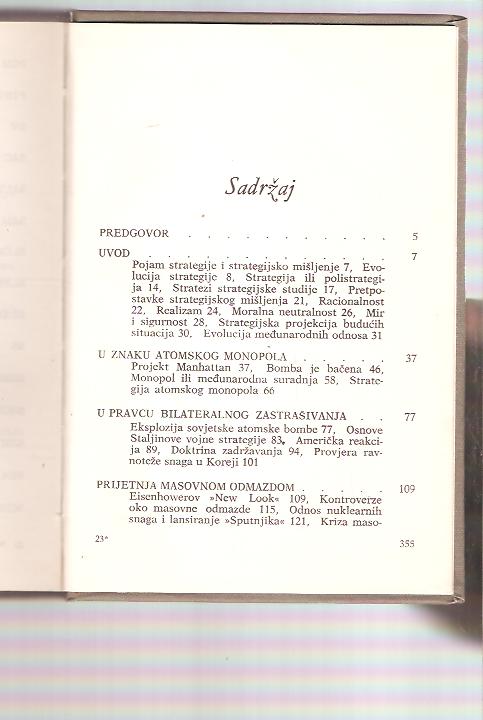 Sadržaj
PREDGOVOR . . . . . . . . . . . 5
UVOD . . . . . . . . . . . . . 7
Pojam strategije i strategijsko mišljenje 7, Evo-
lucija strategije 8, Strategija ili polistrategi-
ja 14, Stratezi strategijske studije 17, Pretpo-
stavke strategijskog mišljenja 21, Racionalnost
22, Realizam 24, Moralna neutralnost 26, Mir
i sigurnost 28, Strategijska projekcija budućih
situacija 30, Evolucija međunarodnih odnosa 31
U ZNAKU ATOMSKOG MONOPOLA . . . . . 37
Projekt Manhattan 37, Bomba je bačena 46,
Monopol ili međunarodna suradnja 58, Strate-
gija atomskog monopola 66
U PRAVCU BILATERALNOG ZASTRAŠIVANJA . . 77
Eksplozija sovjetske atomske bombe 77, Osnove
Staljinove vojne strategije 83, Američka reakci-
ja 89, Doktrina zadržavanja 94, Provjera rav-
noteže snaga u Koreji 101
PRIJETNJA MASOVNOM ODMAZDOM . . . . . 109
Eisenhowerov »New Look« 109, Kontroverze
oko masovne odmazde 115, Odnos nuklearnih
snaga i lansiranje »Sputnjika« 121, Kriza maso-
23*
355